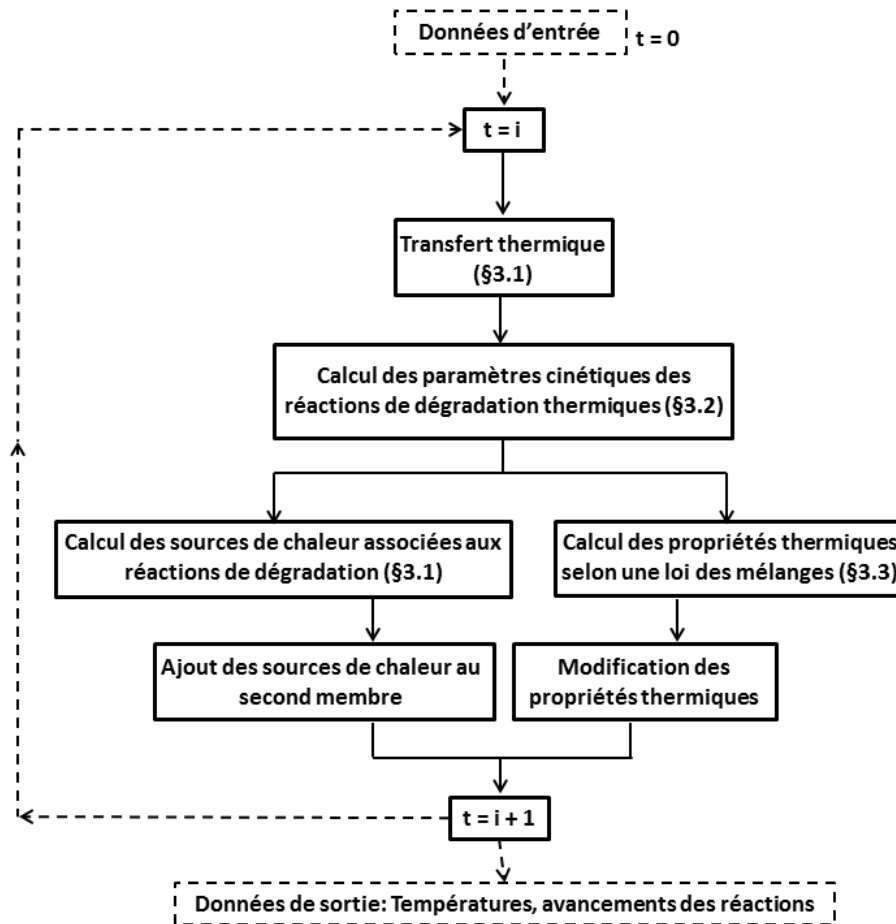 Données d’entrée
t = 0
t = i
Transfert thermique
(§3.1)
Calcul des paramètres cinétiques des
réactions de dégradation thermiques (§3.2)
Calcul des sources de chaleur associées aux
réactions de dégradation (§3.1)
Calcul des propriétés thermiques
selon une loi des mélanges (§3.3)
Ajout des sources de chaleur au
second membre
Modification des
propriétés thermiques
t = i + 1
Données de sortie: Températures, avancements des réactions